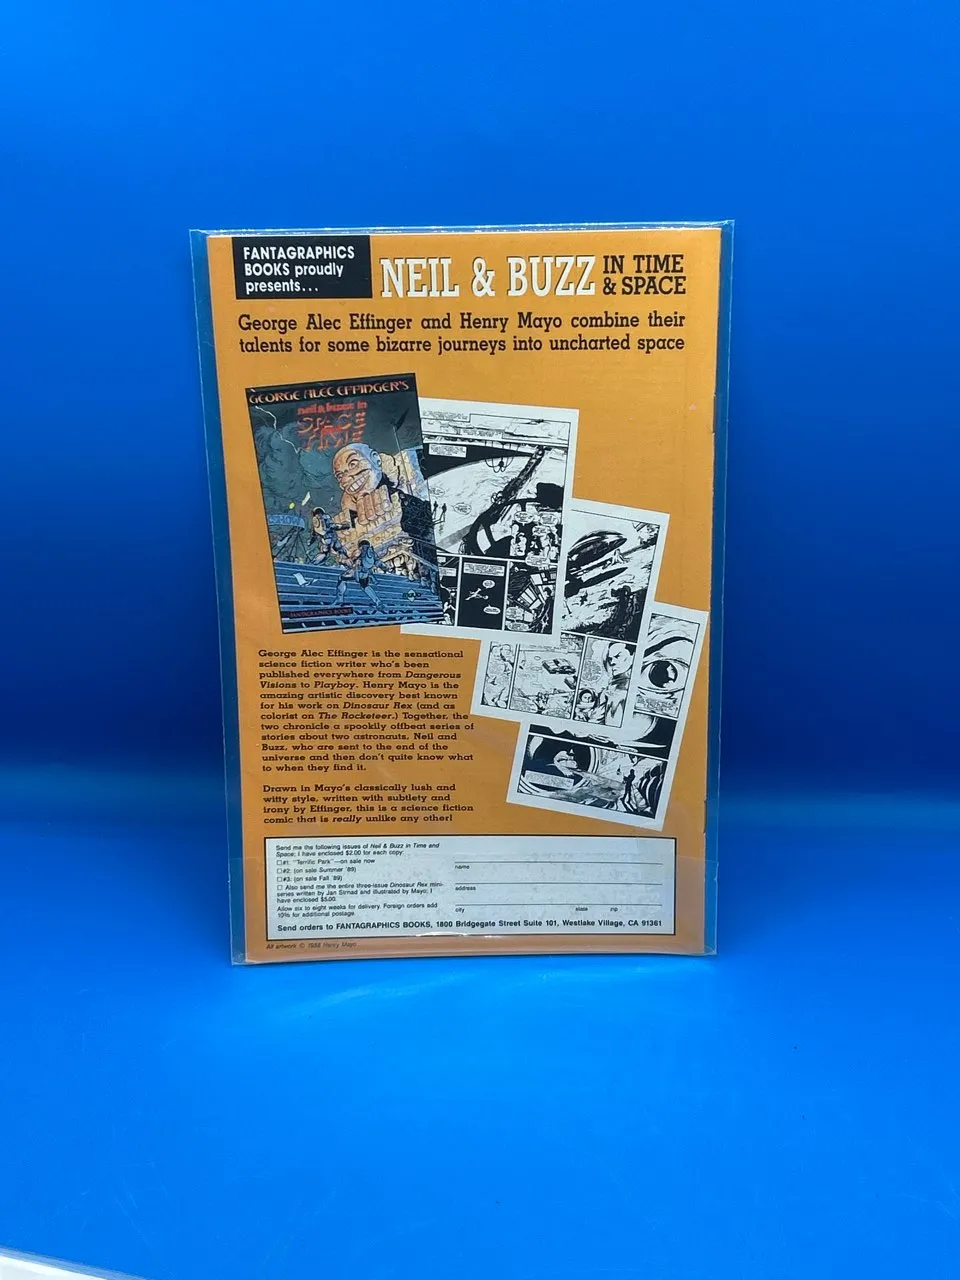 FANTAGRAPHICS
BOOKS proudly
presents...
NEIL & BUZZ IN TIME
& SPACE
George Alec Effinger and Henry Mayo combine their
talents for some bizarre journeys into uncharted space
GEORGE ALEC EFFINGER'S
neil & buzz in
SPACE
TIME
SHOW
FANTAGRAPHICS BOOKS
George Alec Effinger is the sensational
science fiction writer who's been
published everywhere from Dangerous
Visions to Playboy. Henry Mayo is the
amazing artistic discovery best known
for his work on Dinosaur Rex (and as
colorist on The Rocketeer.) Together, the
two chronicle a spookily offbeat series of
stories about two astronauts, Neil and
Buzz, who are sent to the end of the
universe and then don't quite know what
to when they find it.
Drawn in Mayo's classically lush and
witty style, written with subtlety and
irony by Effinger, this is a science fiction
comic that is really unlike any other!
Send me the following issues of Neil & Buzz in Time and
Space; I have enclosed $2.00 for each copy:
☐ #1: "Terrific Park"—on sale now
☐ #2: (on sale Summer '89)
☐ #3: (on sale Fall '89)
☐ Also send me the entire three-issue Dinosaur Rex mini-
series written by Jan Strnad and illustrated by Mayo; I
have enclosed $5.00.
Allow six to eight weeks for delivery. Foreign orders add
10% for additional postage.
name
address
city state zip
Send orders to FANTAGRAPHICS BOOKS, 1800 Bridgegate Street Suite 101, Westlake Village, CA 91361
All artwork © 1988 Henry Mayo